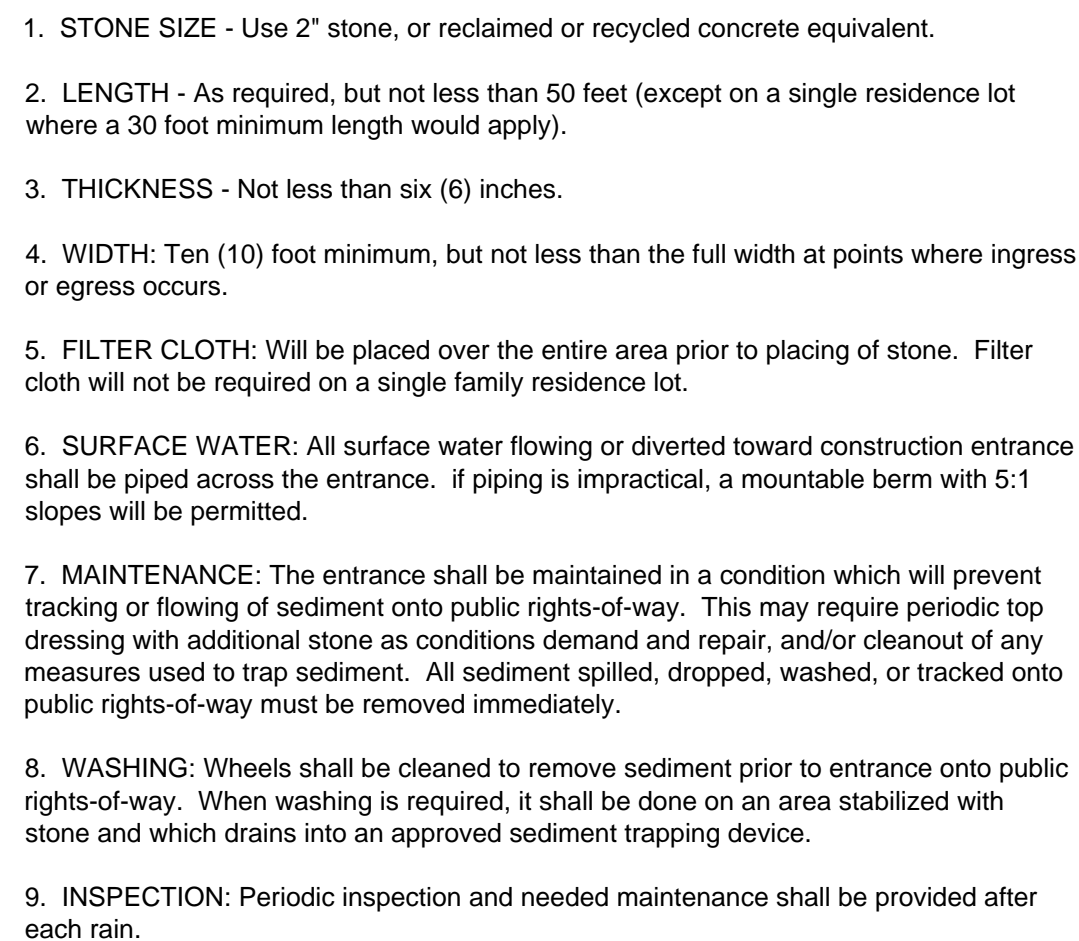 1. STONE SIZE - Use 2" stone, or reclaimed or recycled concrete equivalent.
2. LENGTH - As required, but not less than 50 feet (except on a single residence lot
where a 30 foot minimum length would apply).
3. THICKNESS - Not less than six (6) inches.
4. WIDTH: Ten (10) foot minimum, but not less than the full width at points where ingress
or egress occurs.
5. FILTER CLOTH: Will be placed over the entire area prior to placing of stone. Filter
cloth will not be required on a single family residence lot.
6. SURFACE WATER: All surface water flowing or diverted toward construction entrance
shall be piped across the entrance. if piping is impractical, a mountable berm with 5:1
slopes will be permitted.
7. MAINTENANCE: The entrance shall be maintained in a condition which will prevent
tracking or flowing of sediment onto public rights-of-way. This may require periodic top
dressing with additional stone as conditions demand and repair, and/or cleanout of any
measures used to trap sediment. All sediment spilled, dropped, washed, or tracked onto
public rights-of-way must be removed immediately.
8. WASHING: Wheels shall be cleaned to remove sediment prior to entrance onto public
rights-of-way. When washing is required, it shall be done on an area stabilized with
stone and which drains into an approved sediment trapping device.
9. INSPECTION: Periodic inspection and needed maintenance shall be provided after
each rain.